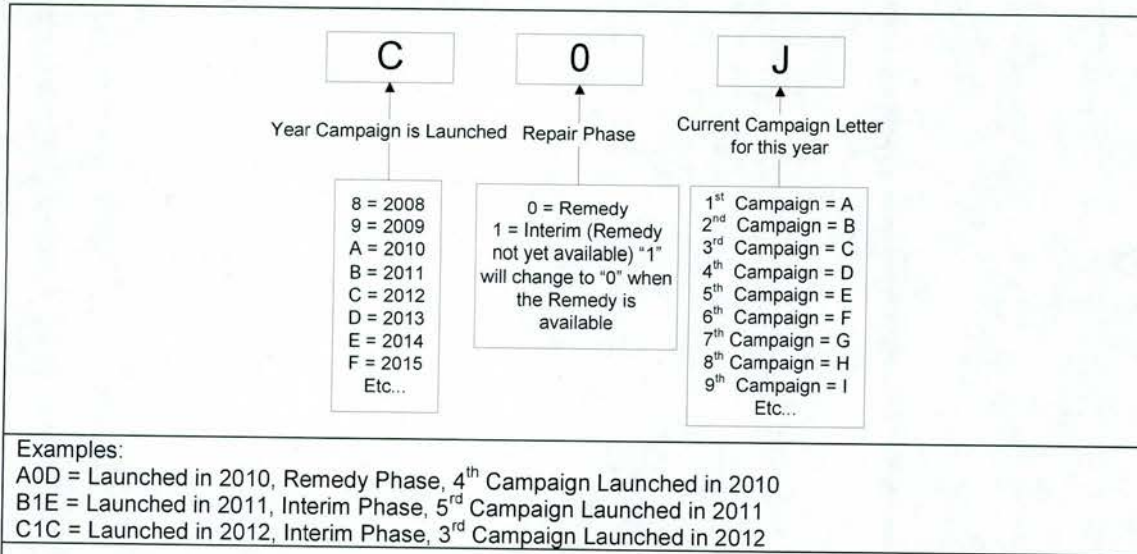 C 0 J
Year Campaign is Launched
Repair Phase
Current Campaign Letter
for this year
8 = 2008
9 = 2009
A = 2010
B = 2011
C = 2012
D = 2013
E = 2014
F = 2015
Etc...
0 = Remedy
1 = Interim (Remedy
not yet available) "1"
will change to "0" when
the Remedy is
available
1st Campaign = A
2nd Campaign = B
3rd Campaign = C
4th Campaign = D
5th Campaign = E
6th Campaign = F
7th Campaign = G
8th Campaign = H
9th Campaign = I
Etc...
Examples:
A0D = Launched in 2010, Remedy Phase, 4th Campaign Launched in 2010
B1E = Launched in 2011, Interim Phase, 5rd Campaign Launched in 2011
C1C = Launched in 2012, Interim Phase, 3rd Campaign Launched in 2012